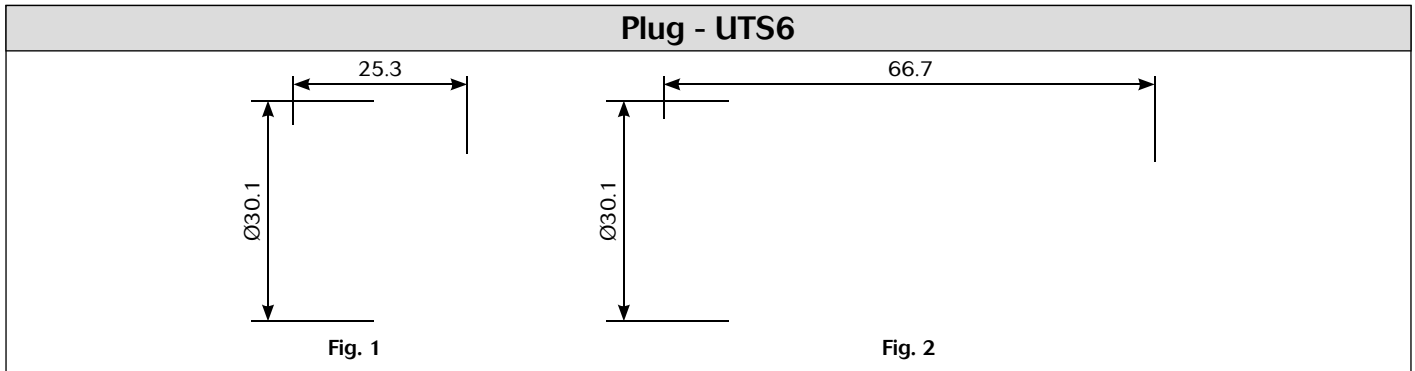 Plug - UTS6
25.3
66.7
Ø30.1
Ø30.1
Fig. 1
Fig. 2